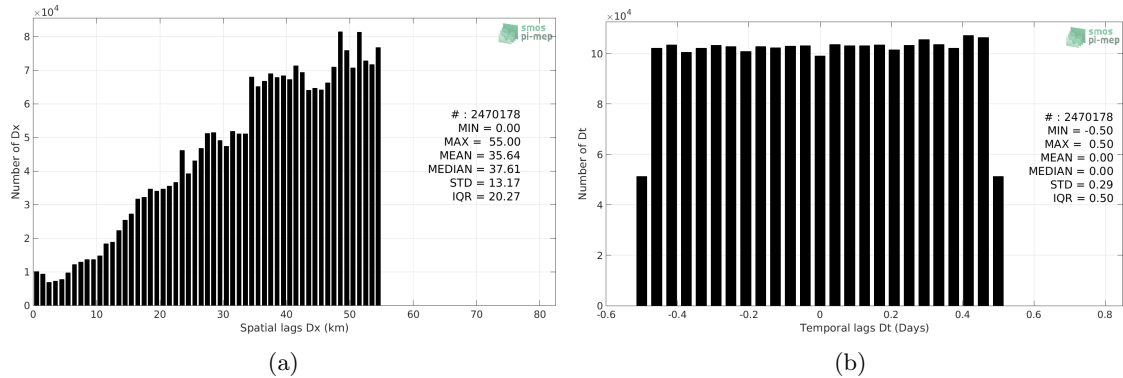 ×10⁴
9
8
7
6
5
4
3
2
1
0
Number of Dx
smos
pi-mep
# : 2470178
MIN = 0.00
MAX = 55.00
MEAN = 35.64
MEDIAN = 37.61
STD = 13.17
IQR = 20.27
0 10 20 30 40 50 60 70 80
Spatial lags Dx (km)
(a)
×10⁴
10
8
6
4
2
0
Number of Dt
smos
pi-mep
# : 2470178
MIN = -0.50
MAX = 0.50
MEAN = 0.00
MEDIAN = 0.00
STD = 0.29
IQR = 0.50
-0.6 -0.4 -0.2 0 0.2 0.4 0.6 0.8
Temporal lags Dt (Days)
(b)